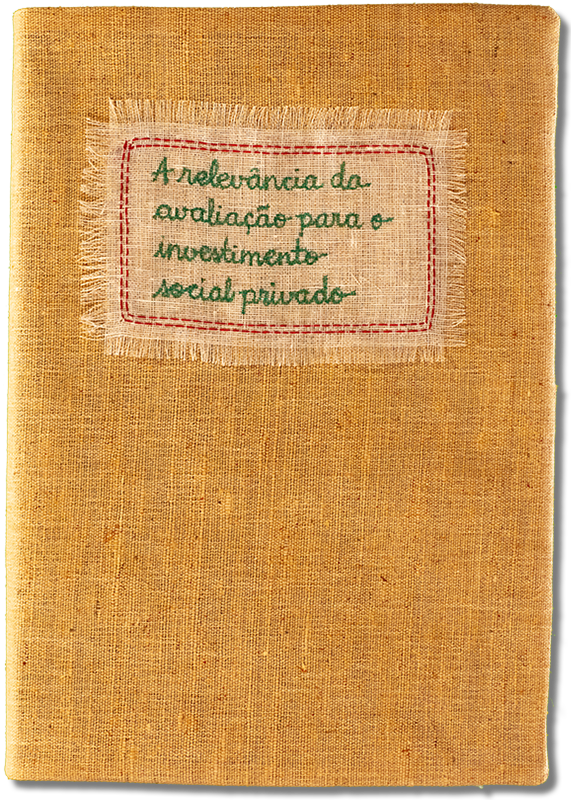 A relevância da
avaliação para o
investimento
social privado